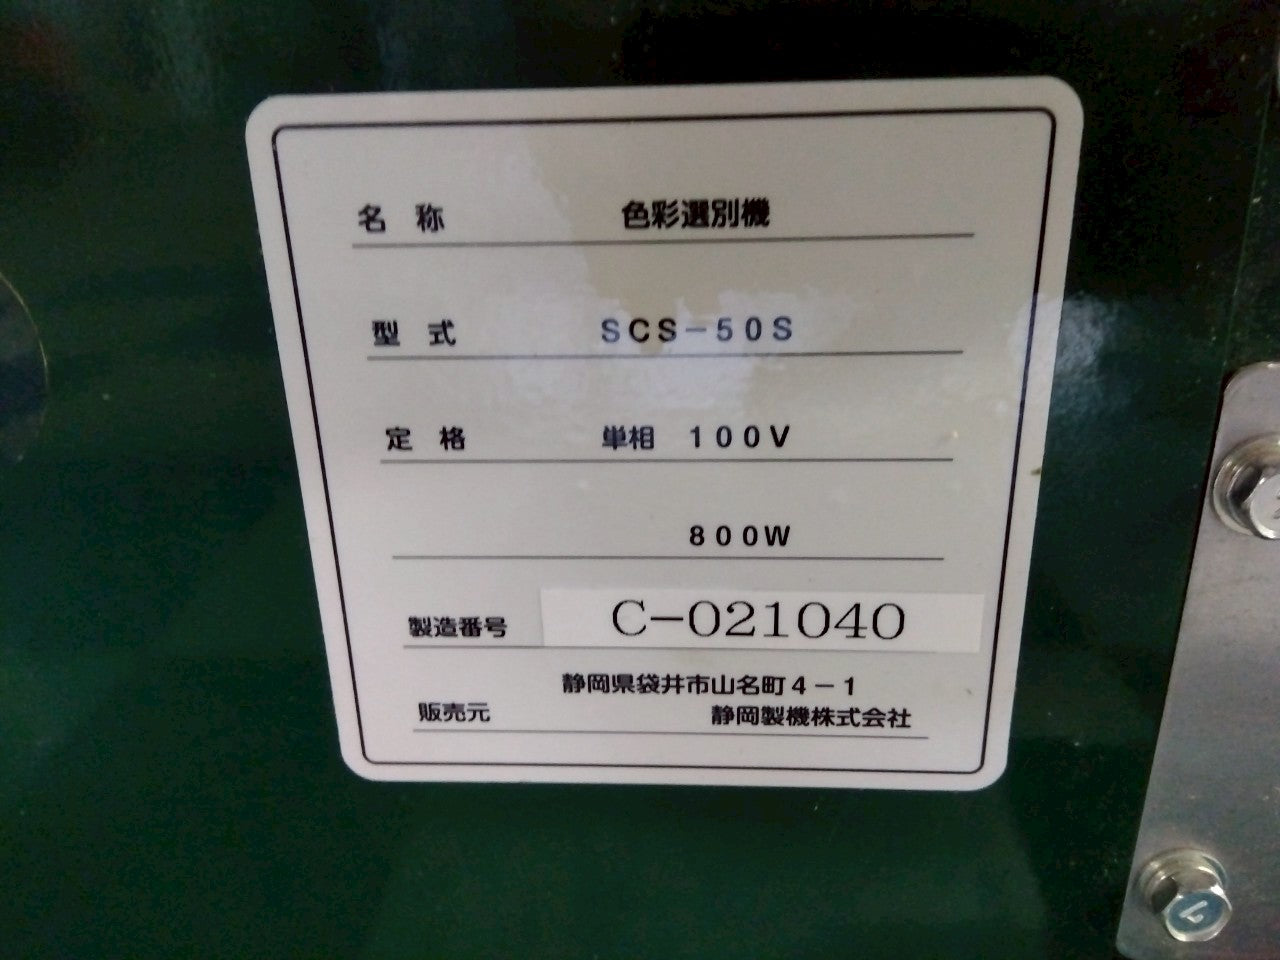 名 称 色彩選別機
型 式 SCS-50S
定 格 単相 100V
800W
製造番号 C-021040
静岡県袋井市山名町4-1
販売元 静岡製機株式会社